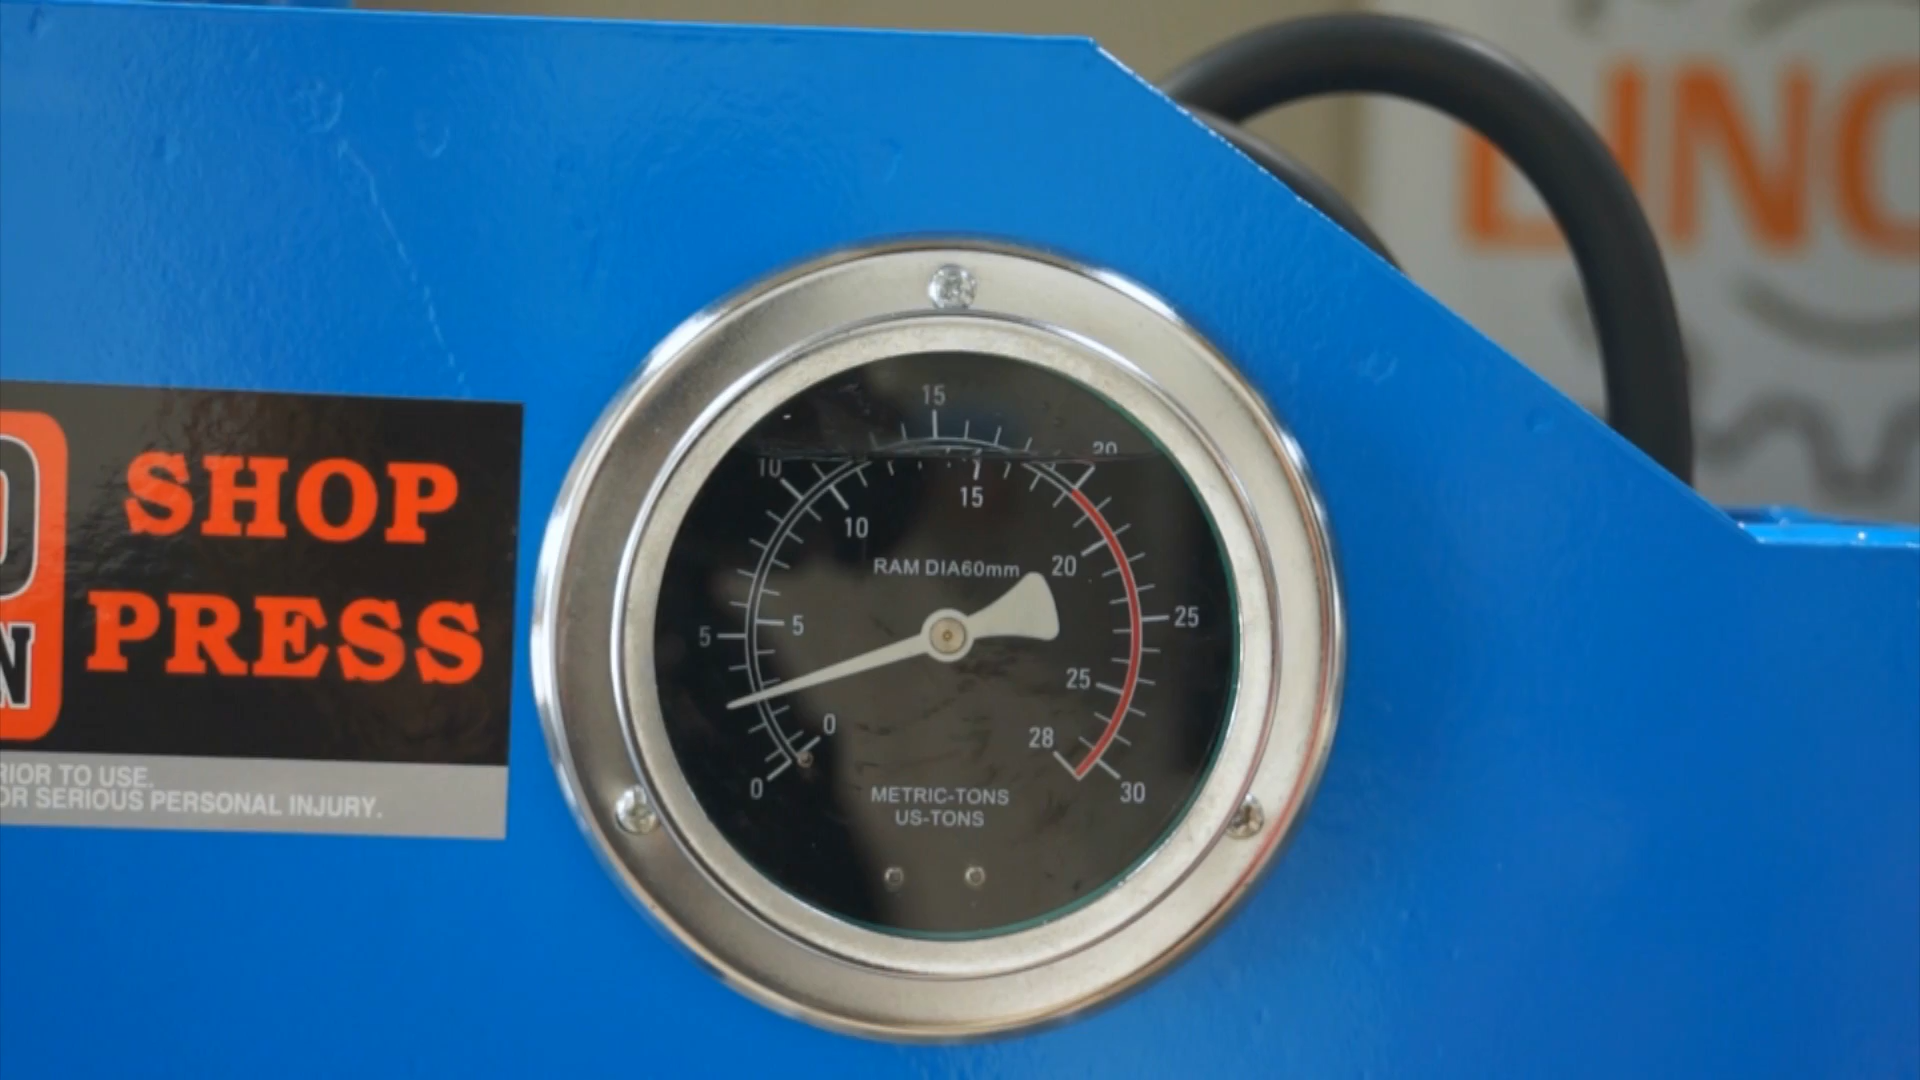 LINC
SHOP
PRESS
RIOR TO USE.
OR SERIOUS PERSONAL INJURY.
15
10
20
15
10
RAM DIA60mm
20
5
5
25
25
0
28
0
30
METRIC-TONS
US-TONS